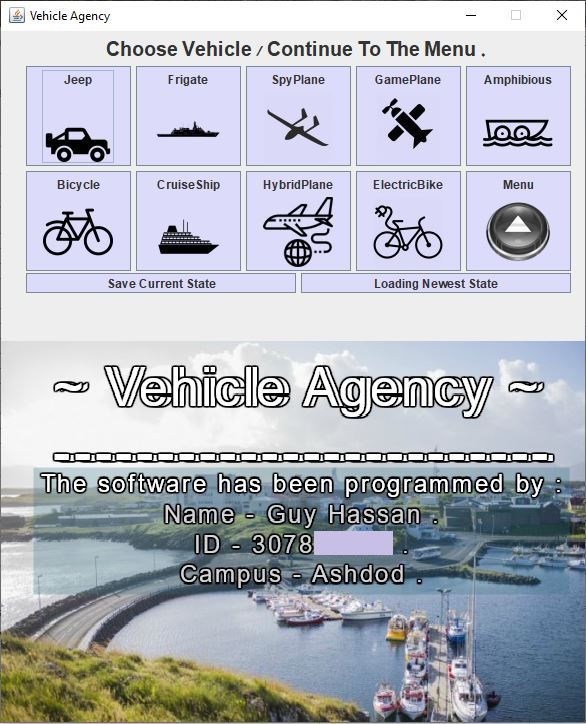 Vehicle Agency
Choose Vehicle / Continue To The Menu .
Jeep Frigate SpyPlane GamePlane Amphibious
Bicycle CruiseShip HybridPlane ElectricBike Menu
Save Current State Loading Newest State
~ Vehicle Agency ~
The software has been programmed by :
Name - Guy Hassan .
ID - 3078 .
Campus - Ashdod .